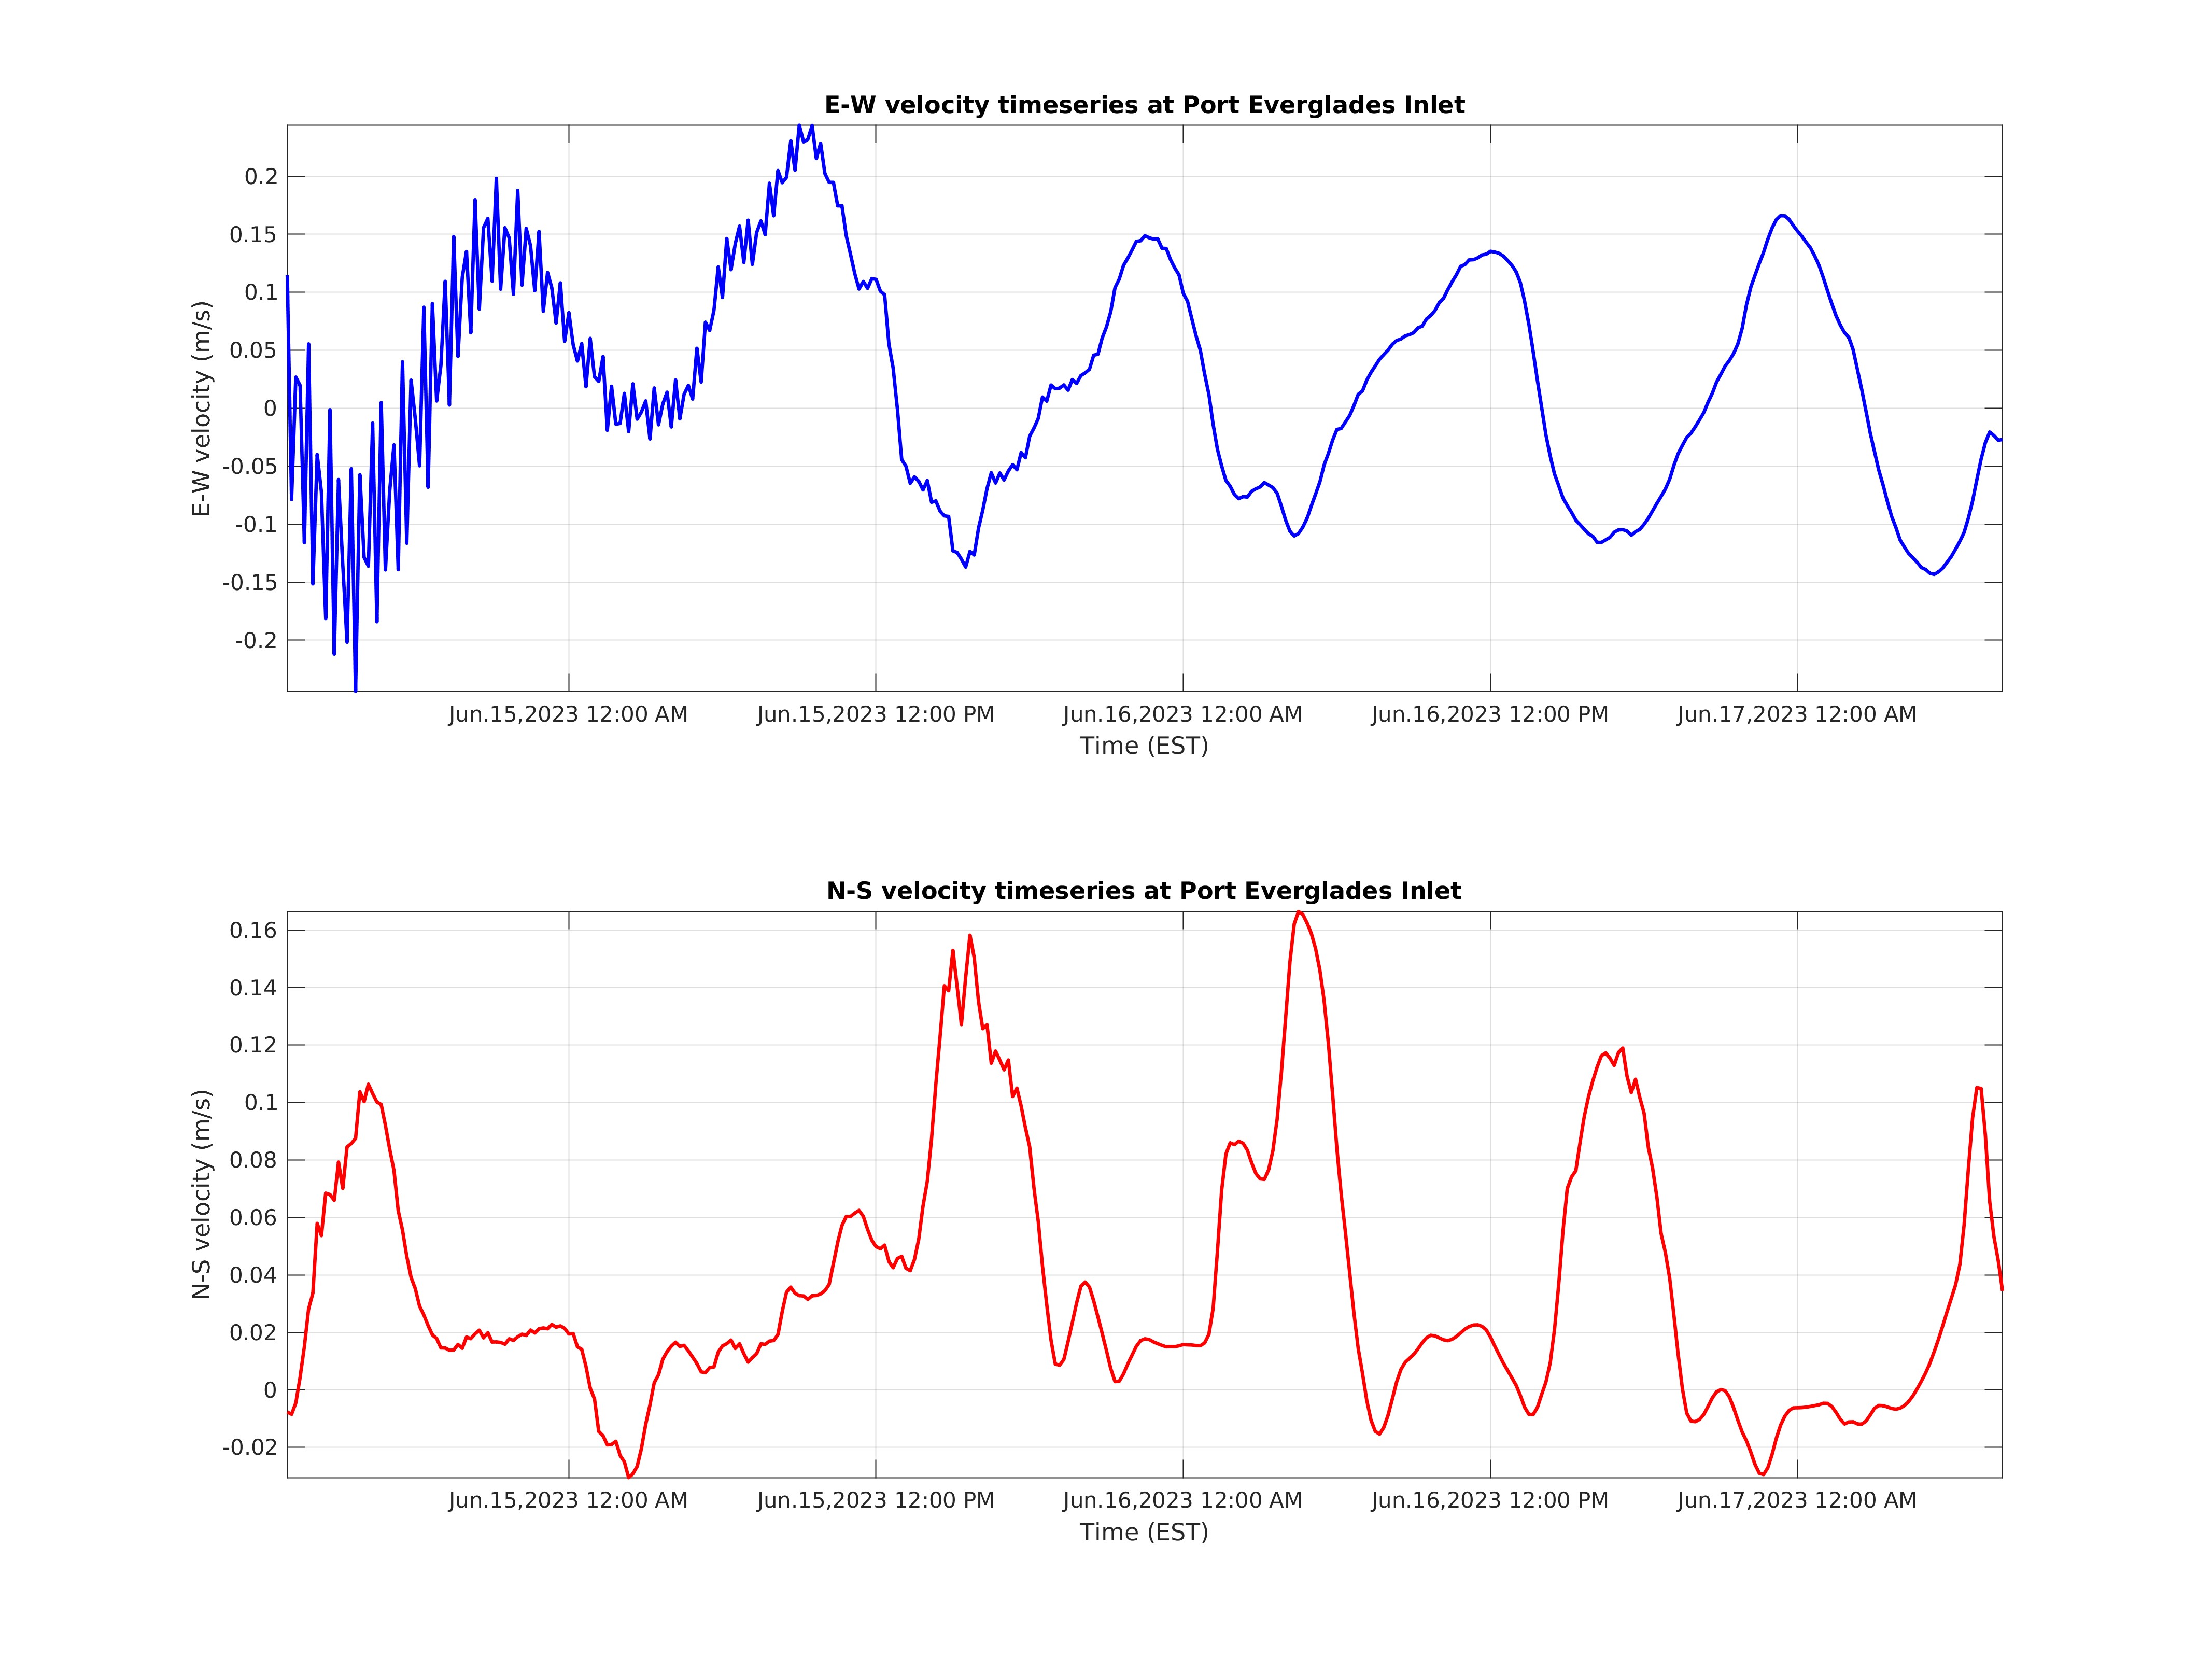 E-W velocity timeseries at Port Everglades Inlet
E-W velocity (m/s)
0.2
0.15
0.1
0.05
0
-0.05
-0.1
-0.15
-0.2
Jun.15,2023 12:00 AM
Jun.15,2023 12:00 PM
Jun.16,2023 12:00 AM
Jun.16,2023 12:00 PM
Jun.17,2023 12:00 AM
Time (EST)
N-S velocity timeseries at Port Everglades Inlet
N-S velocity (m/s)
0.16
0.14
0.12
0.1
0.08
0.06
0.04
0.02
0
-0.02
Jun.15,2023 12:00 AM
Jun.15,2023 12:00 PM
Jun.16,2023 12:00 AM
Jun.16,2023 12:00 PM
Jun.17,2023 12:00 AM
Time (EST)